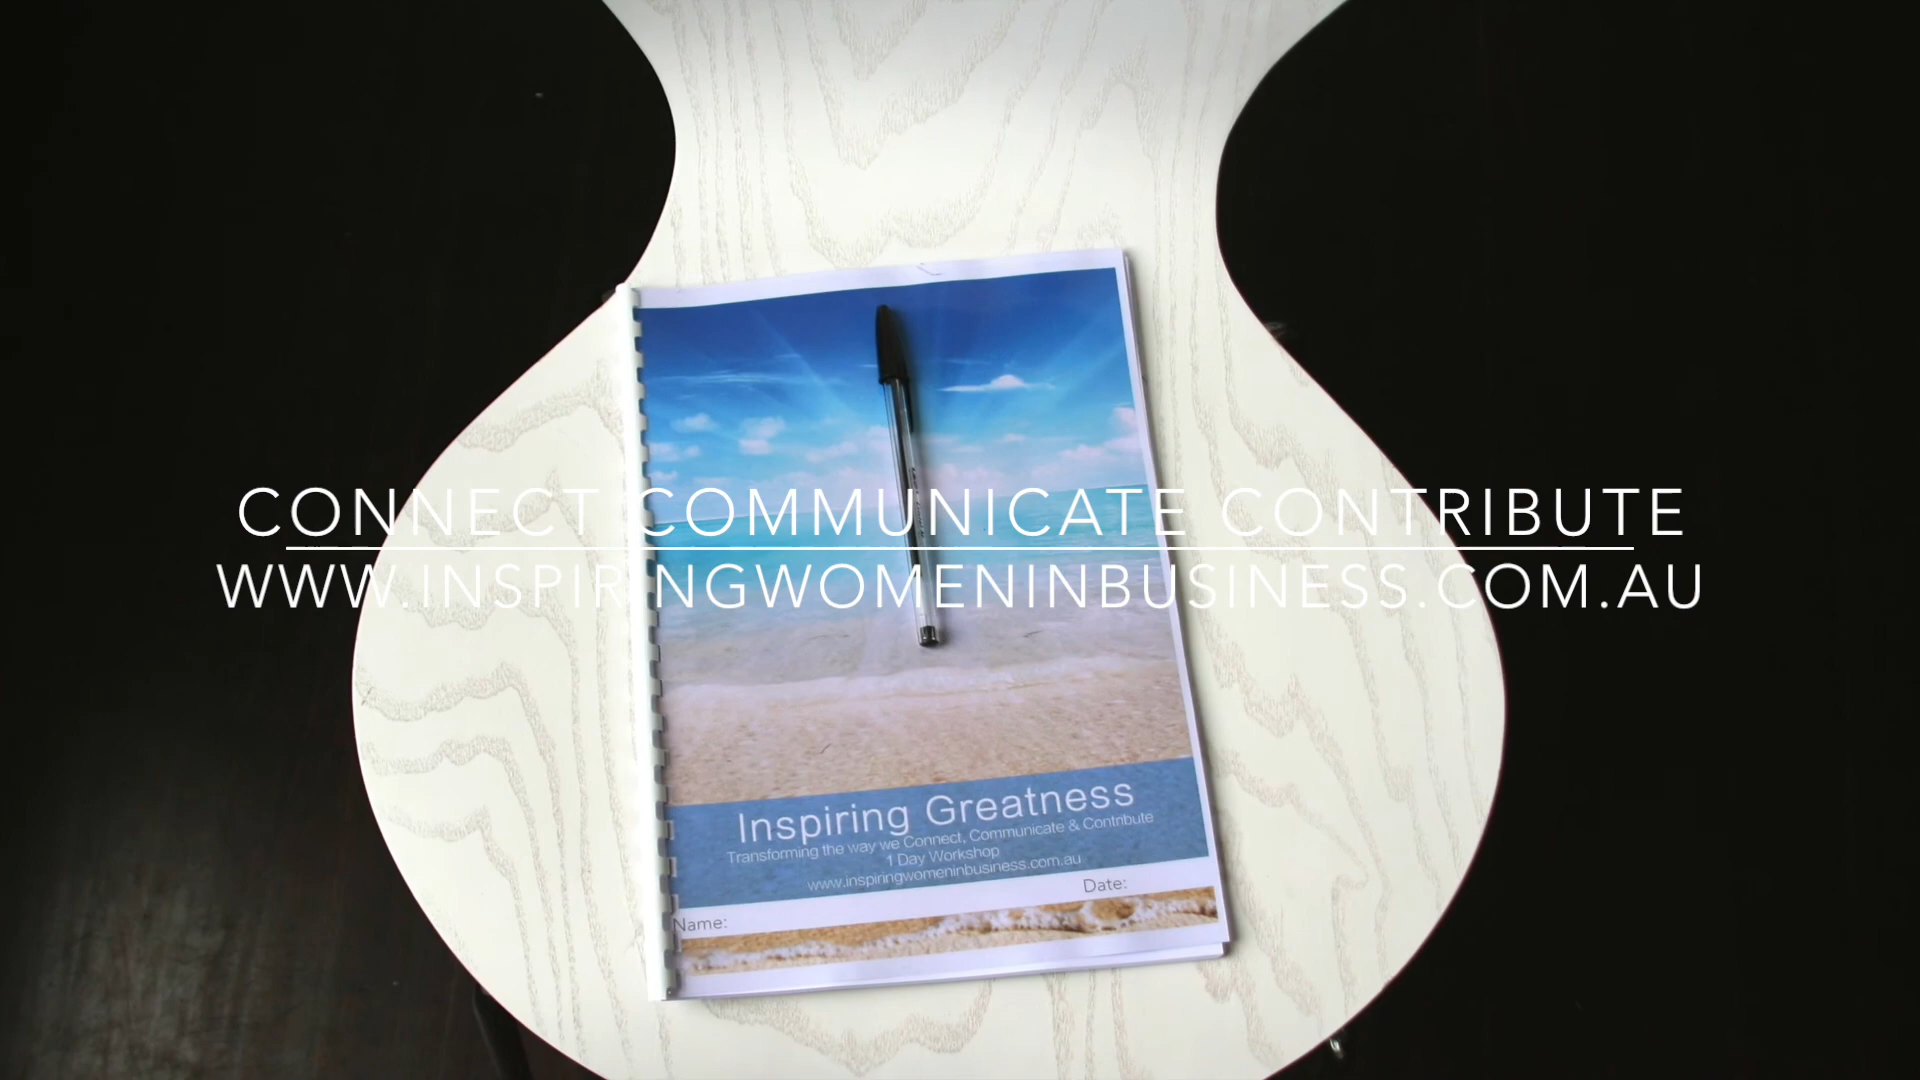 CONNECT COMMUNICATE CONTRIBUTE
WWW.INSPIRINGWOMENINBUSINESS.COM.AU
Inspiring Greatness
Transforming the way we Connect, Communicate & Contribute
1 Day Workshop
www.inspiringwomeninbusiness.com.au
Date:
Name: